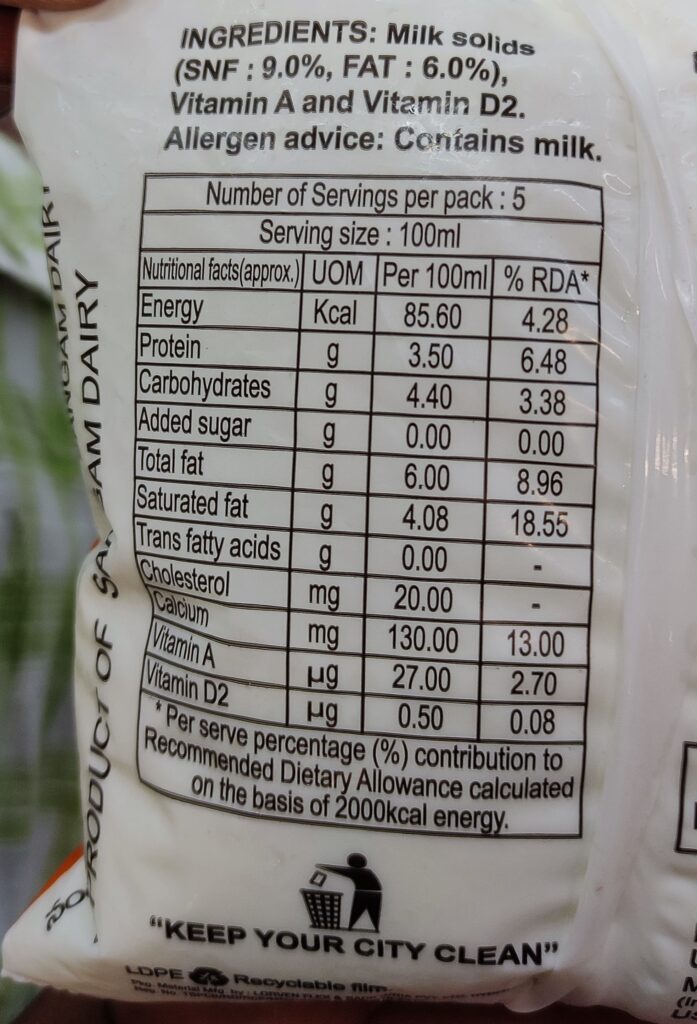 INGREDIENTS: Milk solids
(SNF : 9.0%, FAT : 6.0%),
Vitamin A and Vitamin D2.
Allergen advice: Contains milk.
Number of Servings per pack : 5
Serving size : 100ml
Nutritional facts(approx.) UOM Per 100ml % RDA*
Energy Kcal 85.60 4.28
Protein g 3.50 6.48
Carbohydrates g 4.40 3.38
Added sugar g 0.00 0.00
Total fat g 6.00 8.96
Saturated fat g 4.08 18.55
Trans fatty acids g 0.00 -
Cholesterol mg 20.00 -
Calcium mg 130.00 13.00
Vitamin A µg 27.00 2.70
Vitamin D2 µg 0.50 0.08
* Per serve percentage (%) contribution to
Recommended Dietary Allowance calculated
on the basis of 2000kcal energy.
"KEEP YOUR CITY CLEAN"
LDPE Recyclable film
PRODUCT OF DAIRY
DAIRY